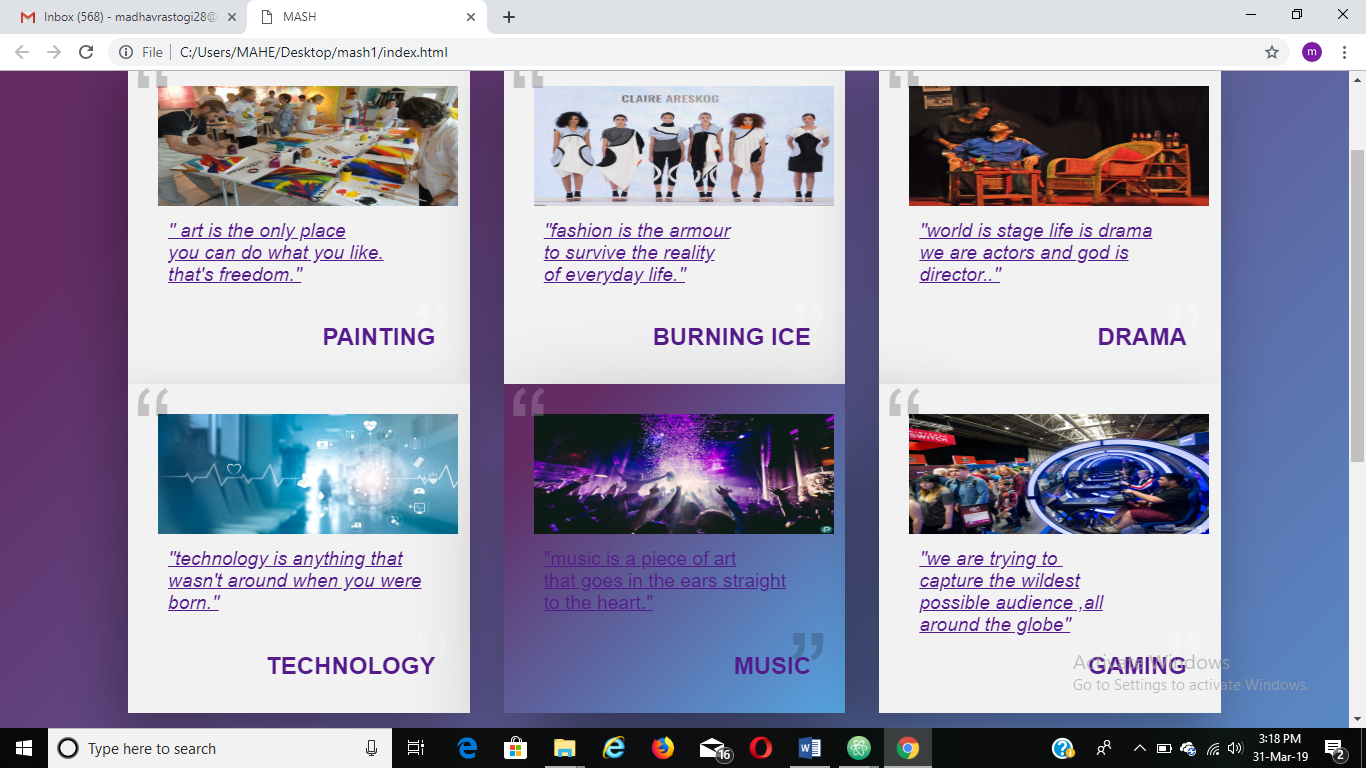 Inbox (568) - madhavrastogi28@
MASH
File
C:/Users/MAHE/Desktop/mash1/index.html
m
CLAIRE ARESKOG
" art is the only place
you can do what you like.
that's freedom."
PAINTING
"fashion is the armour
to survive the reality
of everyday life."
BURNING ICE
"world is stage life is drama
we are actors and god is
director.."
DRAMA
"technology is anything that
wasn't around when you were
born."
TECHNOLOGY
"music is a piece of art
that goes in the ears straight
to the heart."
MUSIC
SWITCH
"we are trying to
capture the wildest
possible audience ,all
around the globe"
GAMING
Activate Windows
Go to Settings to activate Windows.
Type here to search
16
3:18 PM
31-Mar-19
2